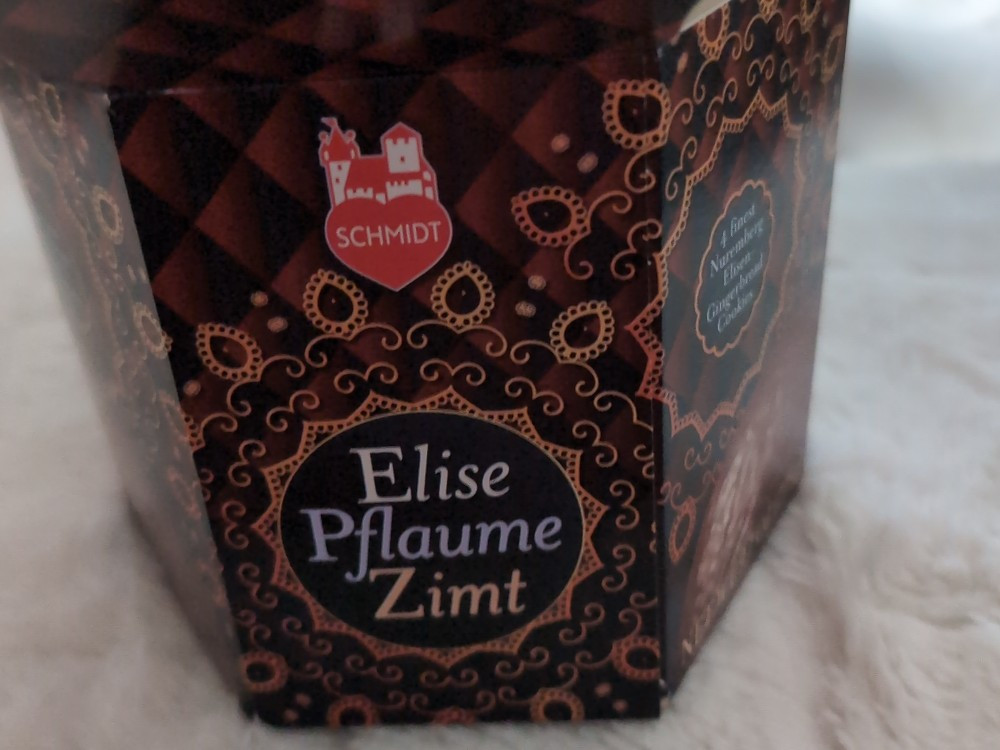 SCHMIDT
Elise
Pflaume
Zimt
4 finest
Nuremberg
Elisen-
Gingerbread
Cookies